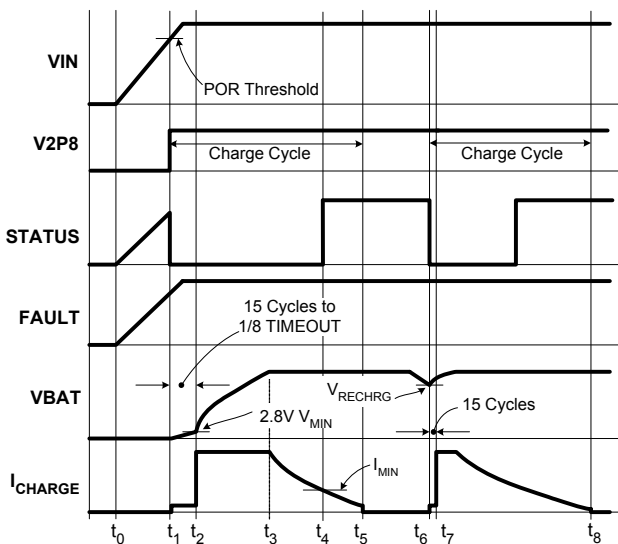 VIN
POR Threshold
V2P8
Charge Cycle
Charge Cycle
STATUS
FAULT
15 Cycles to
1/8 TIMEOUT
VBAT
VRECHRG
2.8V VMIN
15 Cycles
ICHARGE
IMIN
t0 t1 t2 t3 t4 t5 t6 t7 t8